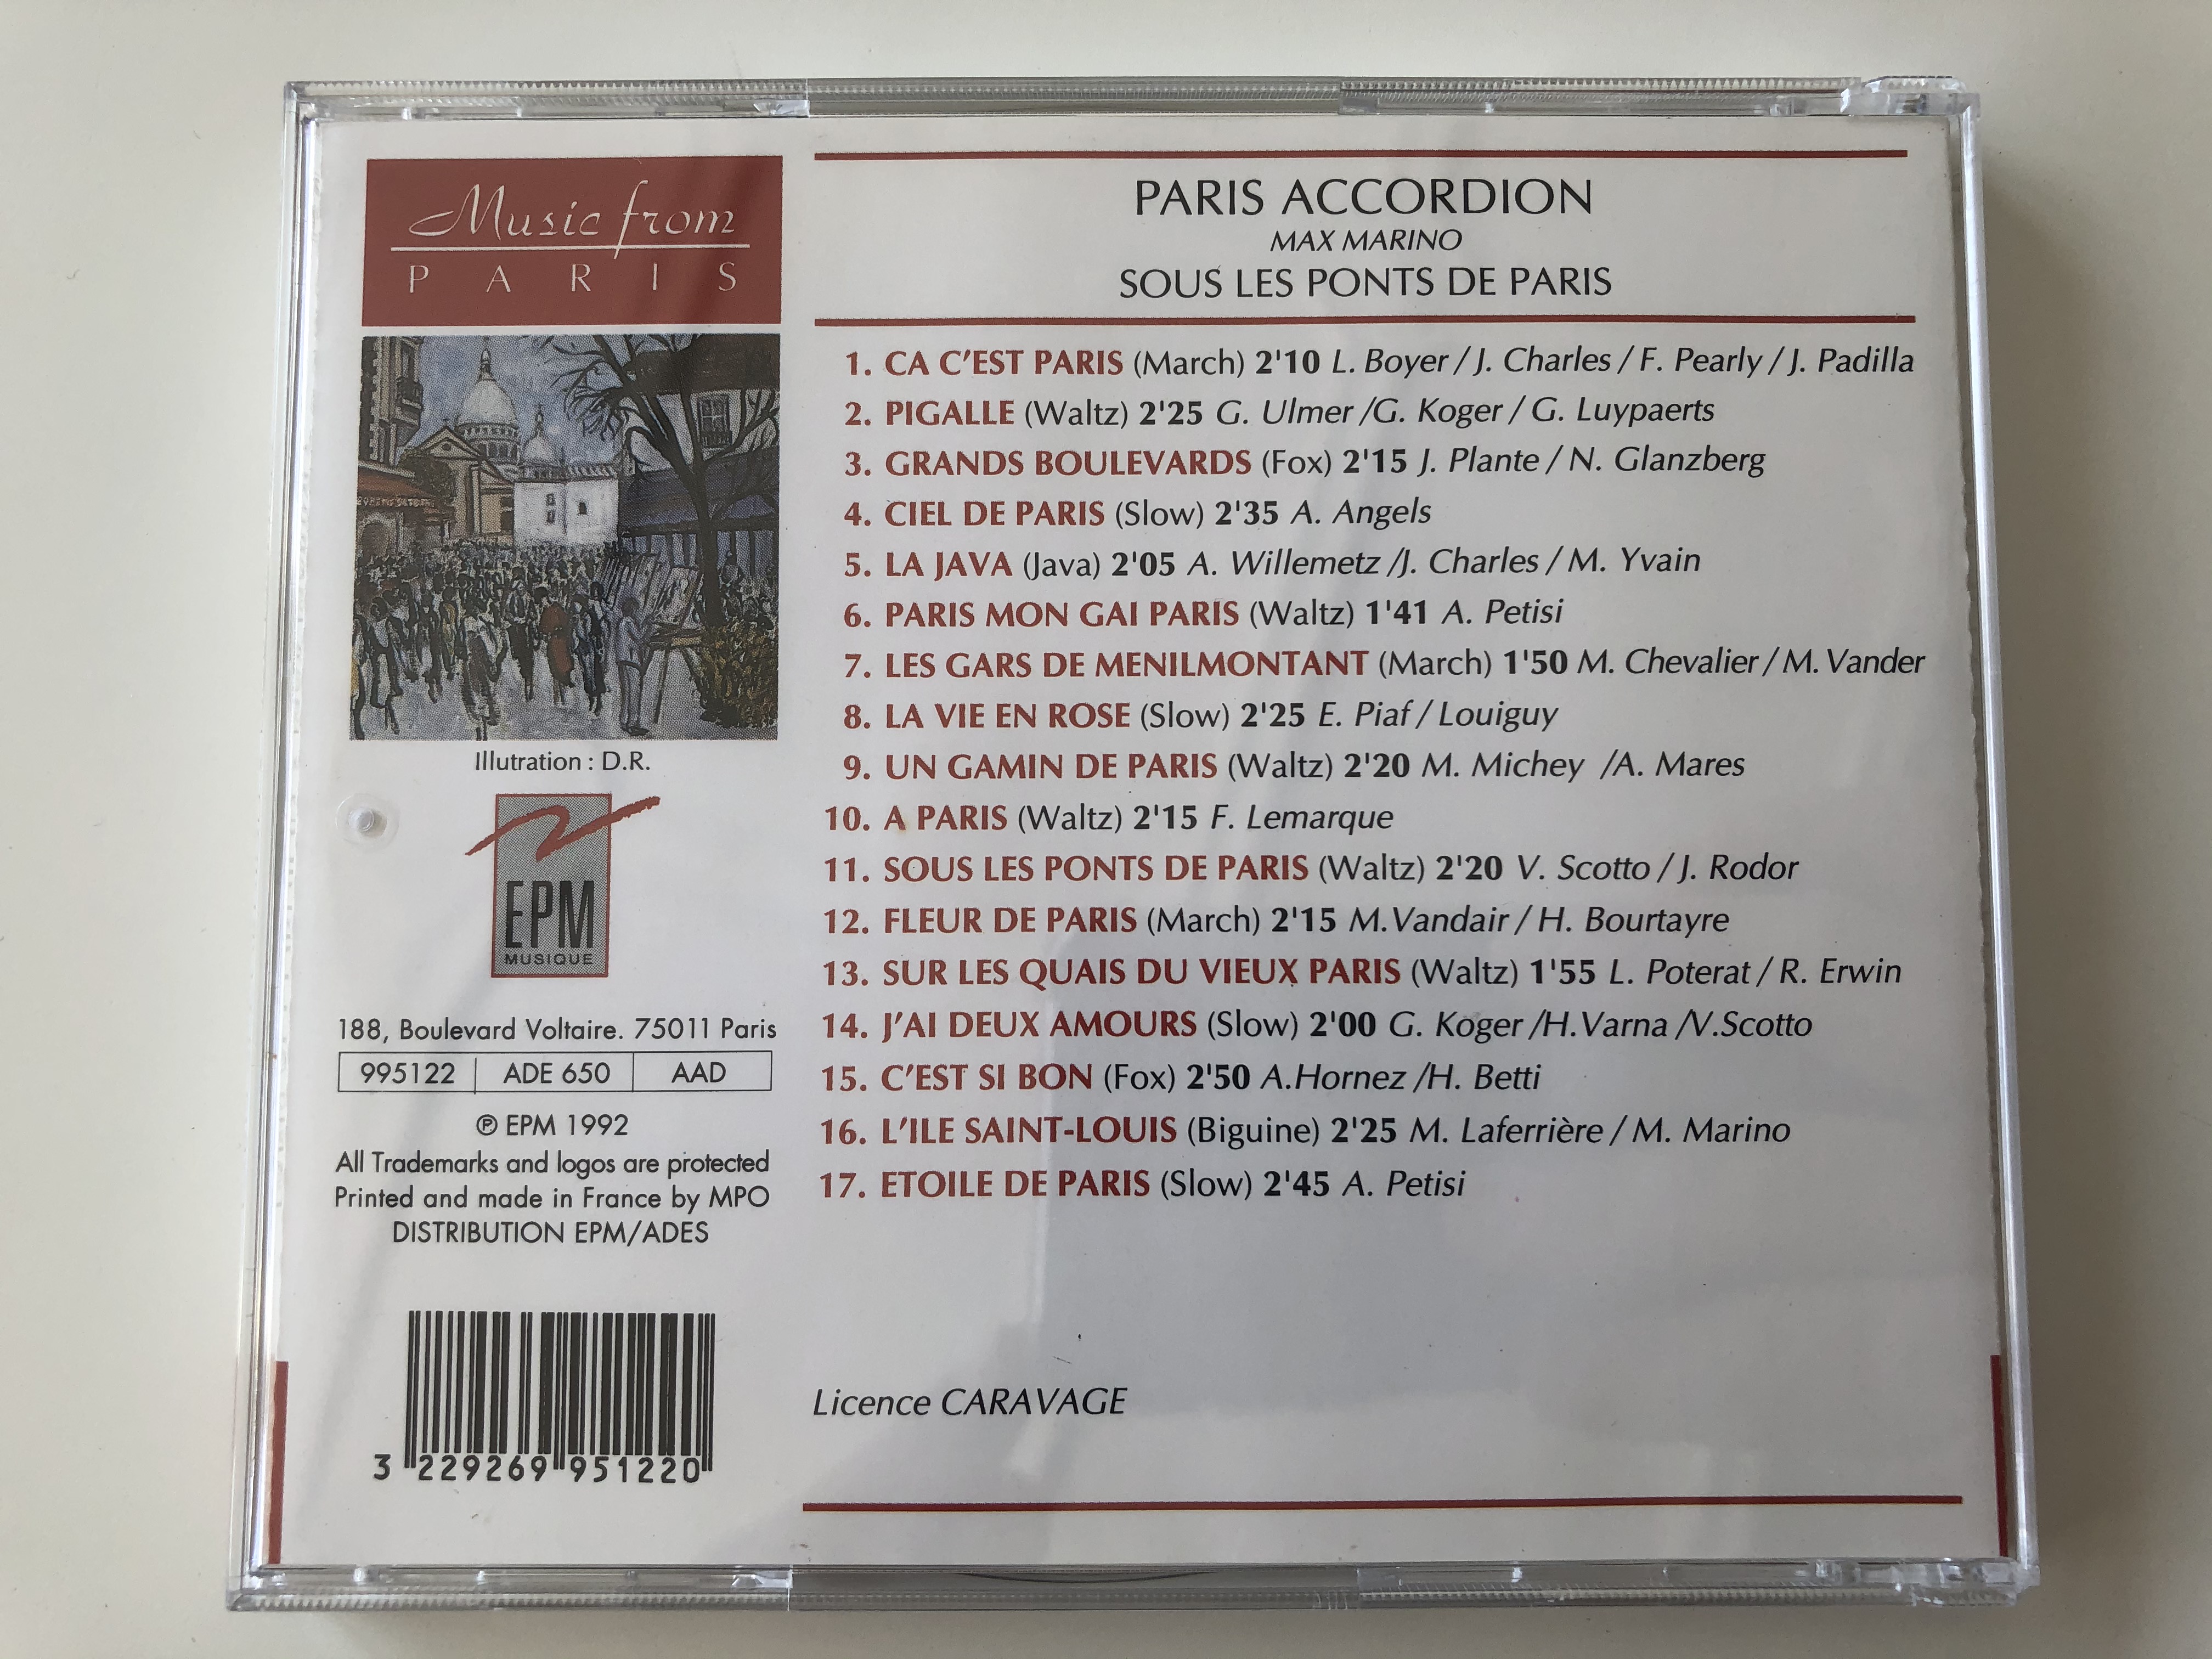 Music from
PARIS
Illutration : D.R.
EPM
MUSIQUE
188, Boulevard Voltaire. 75011 Paris
995122 ADE 650 AAD
℗ EPM 1992
All Trademarks and logos are protected
Printed and made in France by MPO
DISTRIBUTION EPM/ADES
3 229269 951220
PARIS ACCORDION
MAX MARINO
SOUS LES PONTS DE PARIS
1. CA C'EST PARIS (March) 2'10 L. Boyer / J. Charles / F. Pearly / J. Padilla
2. PIGALLE (Waltz) 2'25 G. Ulmer /G. Koger / G. Luypaerts
3. GRANDS BOULEVARDS (Fox) 2'15 J. Plante / N. Glanzberg
4. CIEL DE PARIS (Slow) 2'35 A. Angels
5. LA JAVA (Java) 2'05 A. Willemetz /J. Charles / M. Yvain
6. PARIS MON GAI PARIS (Waltz) 1'41 A. Petisi
7. LES GARS DE MENILMONTANT (March) 1'50 M. Chevalier / M. Vander
8. LA VIE EN ROSE (Slow) 2'25 E. Piaf / Louiguy
9. UN GAMIN DE PARIS (Waltz) 2'20 M. Michey /A. Mares
10. A PARIS (Waltz) 2'15 F. Lemarque
11. SOUS LES PONTS DE PARIS (Waltz) 2'20 V. Scotto / J. Rodor
12. FLEUR DE PARIS (March) 2'15 M.Vandair / H. Bourtayre
13. SUR LES QUAIS DU VIEUX PARIS (Waltz) 1'55 L. Poterat / R. Erwin
14. J'AI DEUX AMOURS (Slow) 2'00 G. Koger /H.Varna /V.Scotto
15. C'EST SI BON (Fox) 2'50 A.Hornez /H. Betti
16. L'ILE SAINT-LOUIS (Biguine) 2'25 M. Laferrière / M. Marino
17. ETOILE DE PARIS (Slow) 2'45 A. Petisi
Licence CARAVAGE